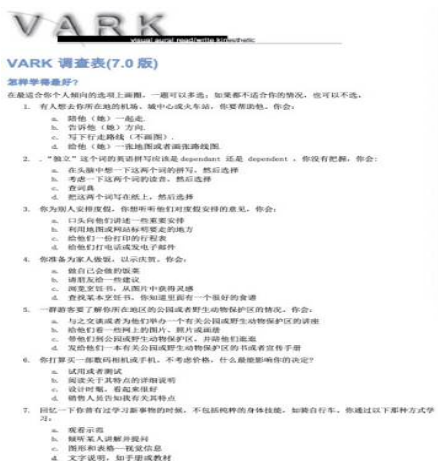 VARK
visual aural read/write kinesthetic
VARK 调查表(7.0 版)
怎样学得最好?
在最适合你个人倾向的选项上画圈，一题可以多选；如果都不适合你的情况，也可以不选。
1. 有人想去你所在地的机场、城中心或火车站，你要帮助他。你会:
a. 陪他（她）一起走.
b. 告诉他（她）方向.
c. 写下行走路线（不画图）.
d. 给他（她）一张地图或者画张路线图.
2. . “独立”这个词的英语拼写应该是 dependant 还是 dependent ，你没有把握，你会:
a. 在头脑中想一下这两个词的拼写，然后选择
b. 考虑一下这两个词的读音，然后选择
c. 查词典
d. 把这两个词写在纸上，然后选择
3. 你为别人安排度假，你想听听他们对度假安排的意见，你会:
a. 口头向他们讲述一些重要安排
b. 利用地图或网站标明要走的地方
c. 给他们一份打印的行程表
d. 给他们打电话或发电子邮件
4. 你准备为家人做饭，以示庆贺。你会:
a. 做自己会做的饭菜
b. 请朋友给一些建议
c. 浏览烹饪书，从图片中获得灵感
d. 查找某本烹饪书，你知道里面有一个很好的食谱
5. 一群游客要了解你所在地区的公园或者野生动物保护区的情况。你会:
a. 与之交谈或者为他们举办一个有关公园或野生动物保护区的讲座
b. 给他们看一些网上的图片、照片或画册
c. 带他们到公园或野生动物保护区，并陪他们逛逛
d. 发给他们一本有关公园或野生动物保护区的书或者宣传手册
6. 你打算买一部数码相机或手机，不考虑价格，什么最能影响你的决定?
a. 试用或者测试
b. 阅读关于其特点的详细说明
c. 设计时髦，看起来很好
d. 销售人员告知我有关其特点
7. 回忆一下你曾有过学习新事物的时候，不包括纯粹的身体技能，如骑自行车。你通过以下那种方式学
习:
a. 观看示范
b. 倾听某人讲解并提问
c. 图形和表格——视觉信息
d. 文字说明，如手册或教材